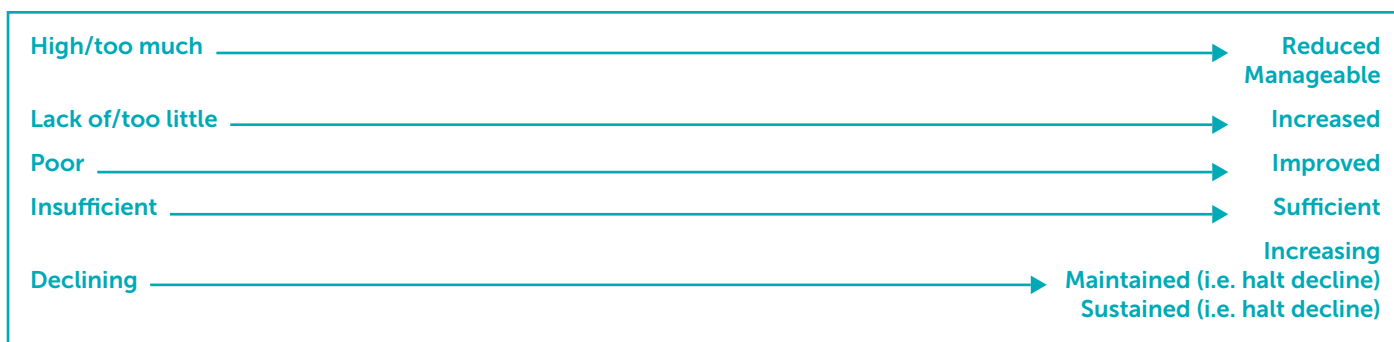 High/too much Reduced
Manageable
Lack of/too little Increased
Poor Improved
Insufficient Sufficient
Increasing
Declining Maintained (i.e. halt decline)
Sustained (i.e. halt decline)